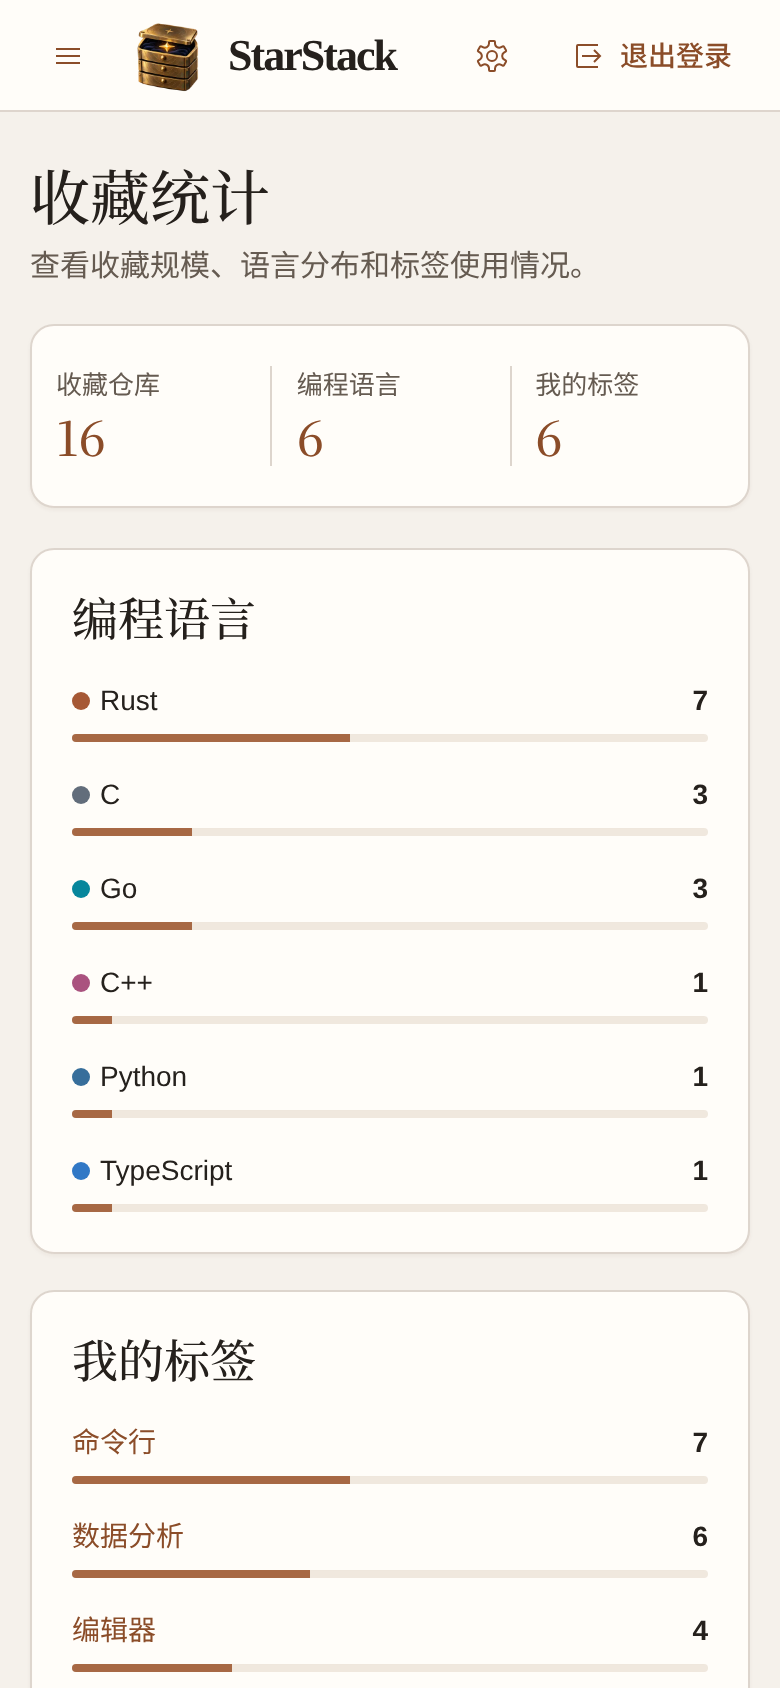 StarStack
退出登录
收藏统计
查看收藏规模、语言分布和标签使用情况。
收藏仓库
16
编程语言
6
我的标签
6
编程语言
Rust 7
C 3
Go 3
C++ 1
Python 1
TypeScript 1
我的标签
命令行 7
数据分析 6
编辑器 4